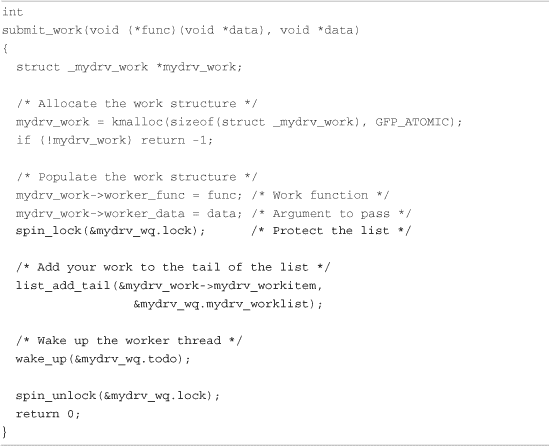 int
submit_work(void (*func)(void *data), void *data)
{
  struct _mydrv_work *mydrv_work;

  /* Allocate the work structure */
  mydrv_work = kmalloc(sizeof(struct _mydrv_work), GFP_ATOMIC);
  if (!mydrv_work) return -1;

  /* Populate the work structure */
  mydrv_work->worker_func = func; /* Work function */
  mydrv_work->worker_data = data; /* Argument to pass */
  spin_lock(&mydrv_wq.lock);      /* Protect the list */

  /* Add your work to the tail of the list */
  list_add_tail(&mydrv_work->mydrv_workitem,
                &mydrv_wq.mydrv_worklist);

  /* Wake up the worker thread */
  wake_up(&mydrv_wq.todo);

  spin_unlock(&mydrv_wq.lock);
  return 0;
}